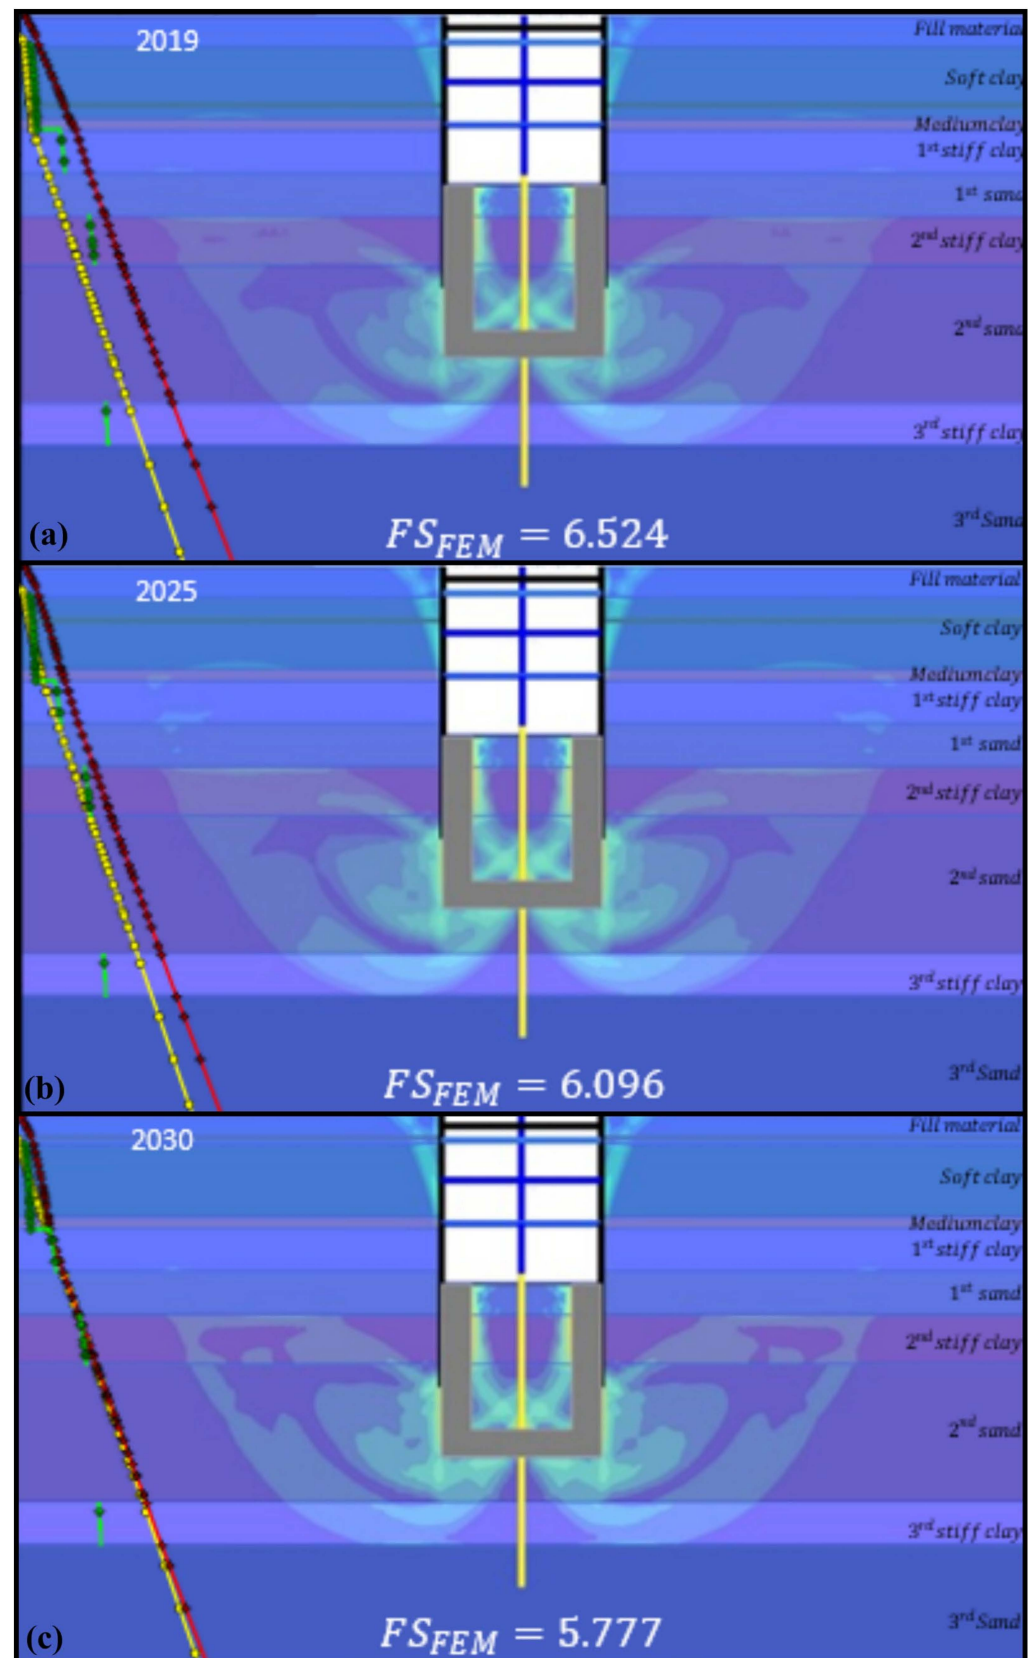 2019
Fill material
Soft clay
Medium clay
1st stiff clay
1st sand
2nd stiff clay
2nd sand
3rd stiff clay
3rd Sand
(a)
FS_FEM = 6.524
2025
Fill material
Soft clay
Medium clay
1st stiff clay
1st sand
2nd stiff clay
2nd sand
3rd stiff clay
3rd Sand
(b)
FS_FEM = 6.096
2030
Fill material
Soft clay
Medium clay
1st stiff clay
1st sand
2nd stiff clay
2nd sand
3rd stiff clay
3rd Sand
(c)
FS_FEM = 5.777